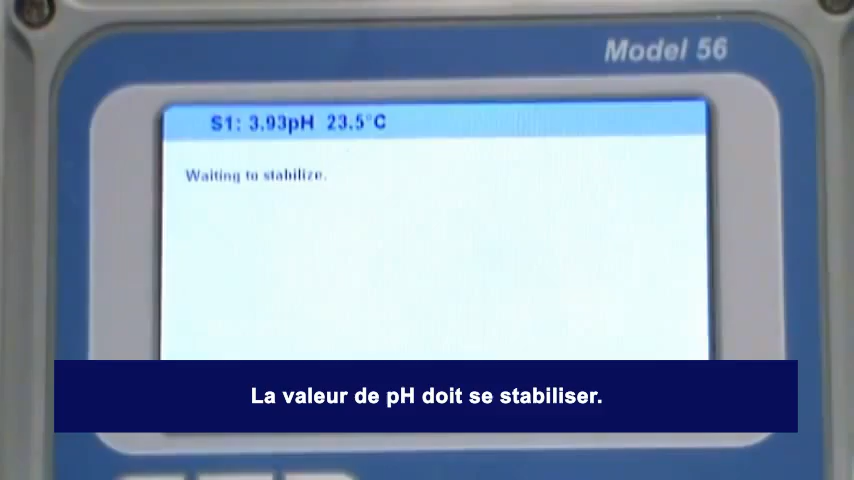 Model 56
S1: 3.93pH 23.5°C
Waiting to stabilize.
La valeur de pH doit se stabiliser.